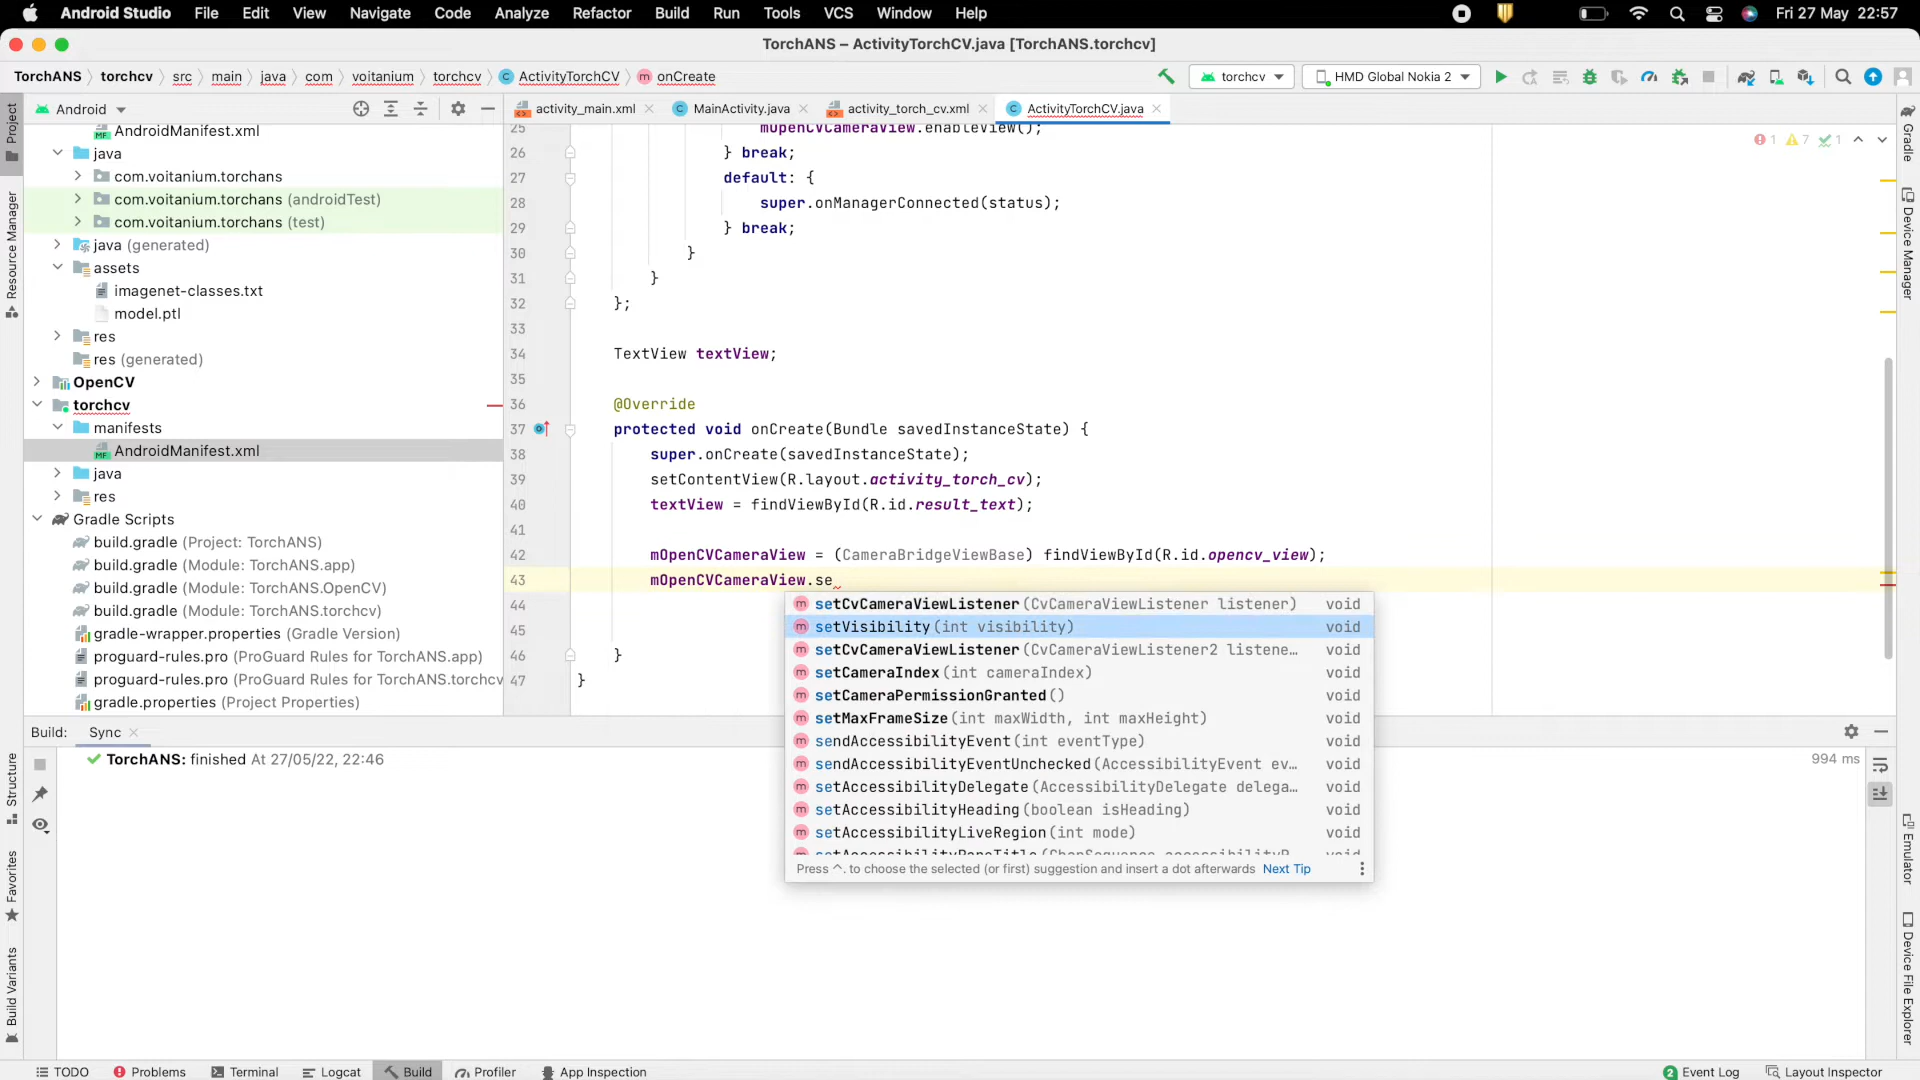 Android Studio File Edit View Navigate Code Analyze Refactor Build Run Tools VCS Window Help Fri 27 May 22:57
TorchANS – ActivityTorchCV.java [TorchANS.torchcv]
TorchANS torchcv src main java com voitanium torchcv ActivityTorchCV onCreate torchcv HMD Global Nokia 2
Project
Resource Manager
Structure
Favorites
Build Variants
Android
AndroidManifest.xml
java
com.voitanium.torchans
com.voitanium.torchans (androidTest)
com.voitanium.torchans (test)
java (generated)
assets
imagenet-classes.txt
model.ptl
res
res (generated)
OpenCV
torchcv
manifests
AndroidManifest.xml
java
res
Gradle Scripts
build.gradle (Project: TorchANS)
build.gradle (Module: TorchANS.app)
build.gradle (Module: TorchANS.OpenCV)
build.gradle (Module: TorchANS.torchcv)
gradle-wrapper.properties (Gradle Version)
proguard-rules.pro (ProGuard Rules for TorchANS.app)
proguard-rules.pro (ProGuard Rules for TorchANS.torchcv
gradle.properties (Project Properties)
activity_main.xml MainActivity.java activity_torch_cv.xml ActivityTorchCV.java
1 7 1
25 mOpenCVCameraView.enableView();
26 } break;
27 default: {
28 super.onManagerConnected(status);
29 } break;
30 }
31 }
32 };
33
34 TextView textView;
35
36 @Override
37 protected void onCreate(Bundle savedInstanceState) {
38 super.onCreate(savedInstanceState);
39 setContentView(R.layout.activity_torch_cv);
40 textView = findViewById(R.id.result_text);
41
42 mOpenCVCameraView = (CameraBridgeViewBase) findViewById(R.id.opencv_view);
43 mOpenCVCameraView.se
44
45
46 }
47 }
setCvCameraViewListener(CvCameraViewListener listener) void
setVisibility(int visibility) void
setCvCameraViewListener(CvCameraViewListener2 listene… void
setCameraIndex(int cameraIndex) void
setCameraPermissionGranted() void
setMaxFrameSize(int maxWidth, int maxHeight) void
sendAccessibilityEvent(int eventType) void
sendAccessibilityEventUnchecked(AccessibilityEvent ev… void
setAccessibilityDelegate(AccessibilityDelegate delega… void
setAccessibilityHeading(boolean isHeading) void
setAccessibilityLiveRegion(int mode) void
Press ^. to choose the selected (or first) suggestion and insert a dot afterwards Next Tip
Gradle
Device Manager
Emulator
Device File Explorer
Build: Sync
TorchANS: finished At 27/05/22, 22:46 994 ms
TODO Problems Terminal Logcat Build Profiler App Inspection 2 Event Log Layout Inspector